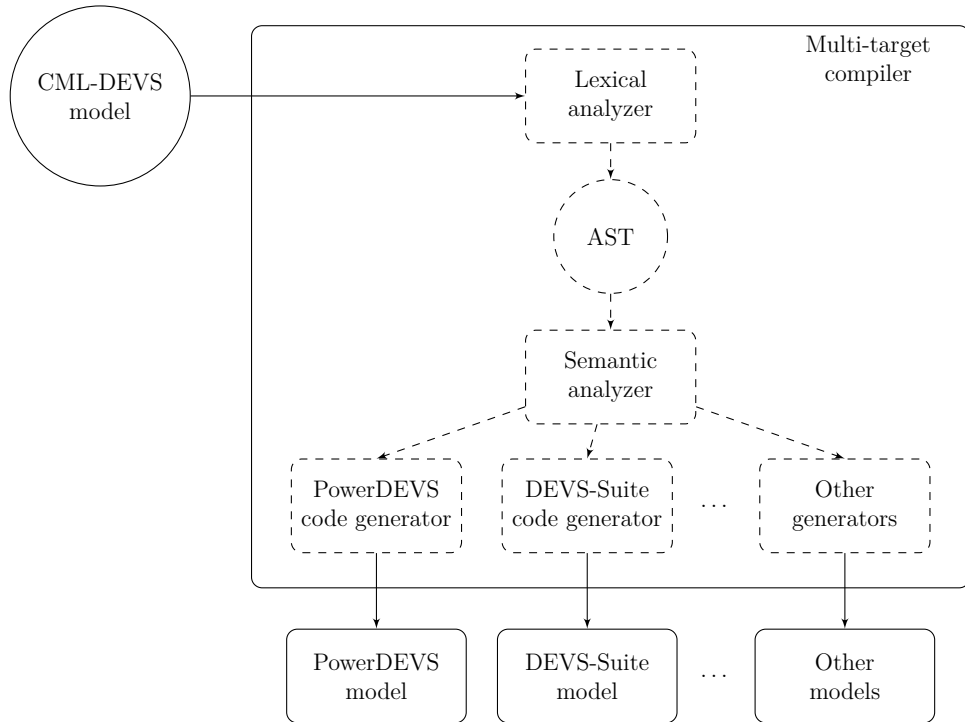 Multi-target
compiler
CML-DEVS
model
Lexical
analyzer
AST
Semantic
analyzer
PowerDEVS
code generator
DEVS-Suite
code generator
...
Other
generators
PowerDEVS
model
DEVS-Suite
model
...
Other
models